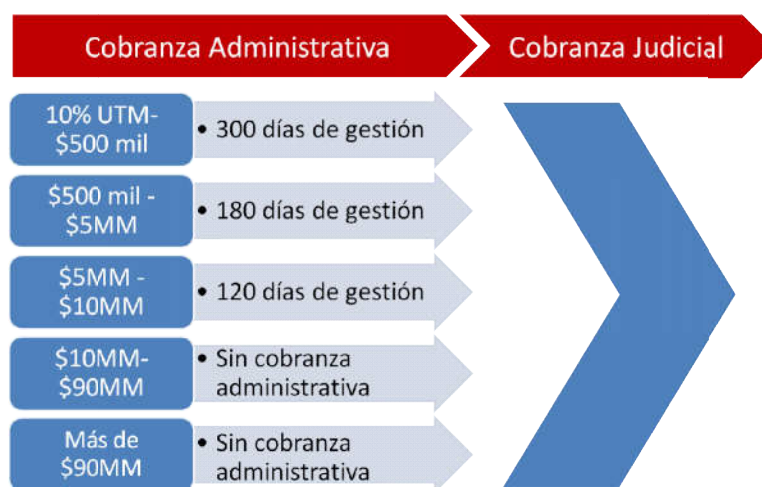 Cobranza Administrativa
Cobranza Judicial
10% UTM-
$500 mil
• 300 días de gestión
$500 mil -
$5MM
• 180 días de gestión
$5MM -
$10MM
• 120 días de gestión
$10MM-
$90MM
• Sin cobranza
administrativa
Más de
$90MM
• Sin cobranza
administrativa